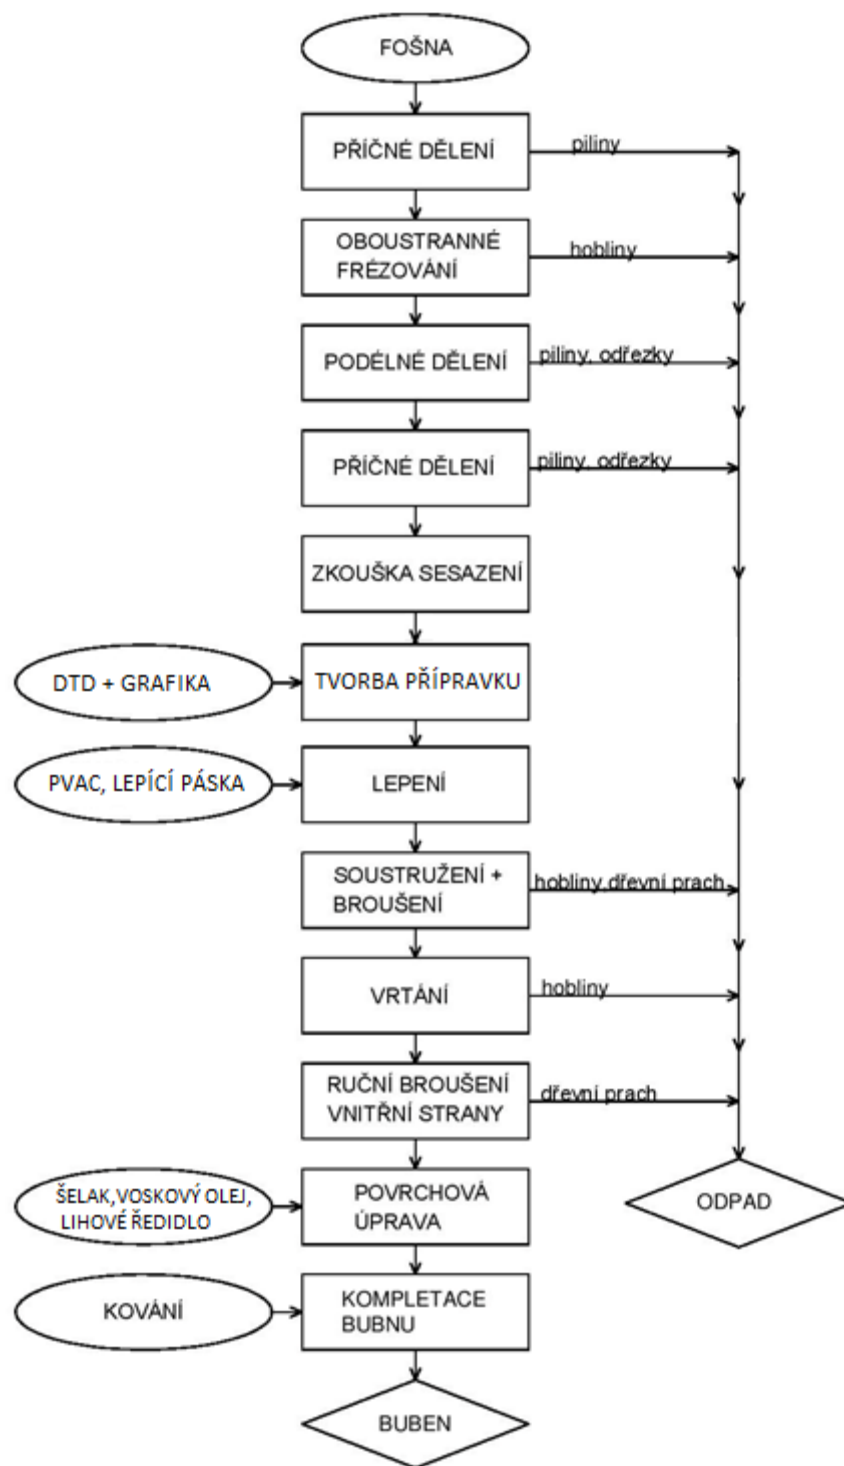 FOŠNA
PŘÍČNÉ DĚLENÍ
piliny
OBOUSTRANNÉ
FRÉZOVÁNÍ
hobliny
PODÉLNÉ DĚLENÍ
piliny, odřezky
PŘÍČNÉ DĚLENÍ
piliny, odřezky
ZKOUŠKA SESAZENÍ
DTD + GRAFIKA
TVORBA PŘÍPRAVKU
PVAC, LEPÍCÍ PÁSKA
LEPENÍ
SOUSTRUŽENÍ +
BROUŠENÍ
hobliny,dřevní prach
VRTÁNÍ
hobliny
RUČNÍ BROUŠENÍ
VNITŘNÍ STRANY
dřevní prach
ŠELAK,VOSKOVÝ OLEJ,
LIHOVÉ ŘEDIDLO
POVRCHOVÁ
ÚPRAVA
ODPAD
KOVÁNÍ
KOMPLETACE
BUBNU
BUBEN